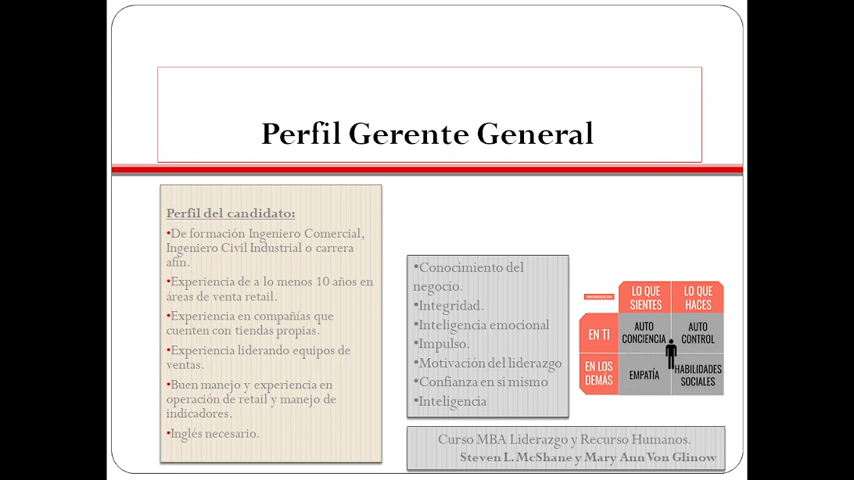 Perfil Gerente General
Perfil del candidato:
•De formación Ingeniero Comercial,
Ingeniero Civil Industrial o carrera
afín.
•Experiencia de a lo menos 10 años en
áreas de venta retail.
•Experiencia en compañías que
cuenten con tiendas propias.
•Experiencia liderando equipos de
ventas.
•Buen manejo y experiencia en
operación de retail y manejo de
indicadores.
•Inglés necesario.
•Conocimiento del
negocio.
•Integridad.
•Inteligencia emocional
•Impulso.
•Motivación del liderazgo
•Confianza en si mismo
•Inteligencia
LO QUE
SIENTES
LO QUE
HACES
EN TI
AUTO
CONCIENCIA
AUTO
CONTROL
EN LOS
DEMÁS
EMPATÍA
HABILIDADES
SOCIALES
Curso MBA Liderazgo y Recurso Humanos.
Steven L. McShane y Mary Ann Von Glinow